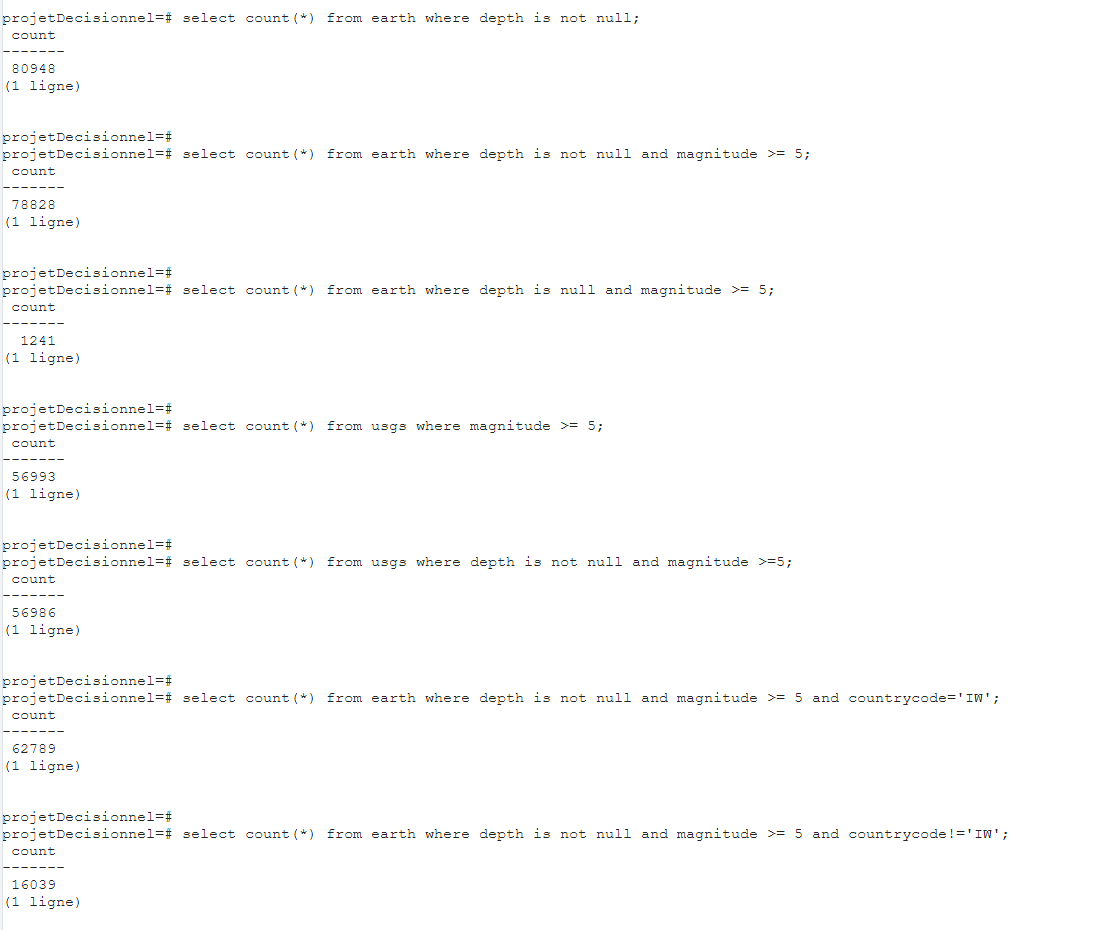 projetDecisionnel=# select count(*) from earth where depth is not null;
 count
-------
 80948
(1 ligne)
projetDecisionnel=#
projetDecisionnel=# select count(*) from earth where depth is not null and magnitude >= 5;
 count
-------
 78828
(1 ligne)
projetDecisionnel=#
projetDecisionnel=# select count(*) from earth where depth is null and magnitude >= 5;
 count
-------
  1241
(1 ligne)
projetDecisionnel=#
projetDecisionnel=# select count(*) from usgs where magnitude >= 5;
 count
-------
 56993
(1 ligne)
projetDecisionnel=#
projetDecisionnel=# select count(*) from usgs where depth is not null and magnitude >=5;
 count
-------
 56986
(1 ligne)
projetDecisionnel=#
projetDecisionnel=# select count(*) from earth where depth is not null and magnitude >= 5 and countrycode='IW';
 count
-------
 62789
(1 ligne)
projetDecisionnel=#
projetDecisionnel=# select count(*) from earth where depth is not null and magnitude >= 5 and countrycode!='IW';
 count
-------
 16039
(1 ligne)